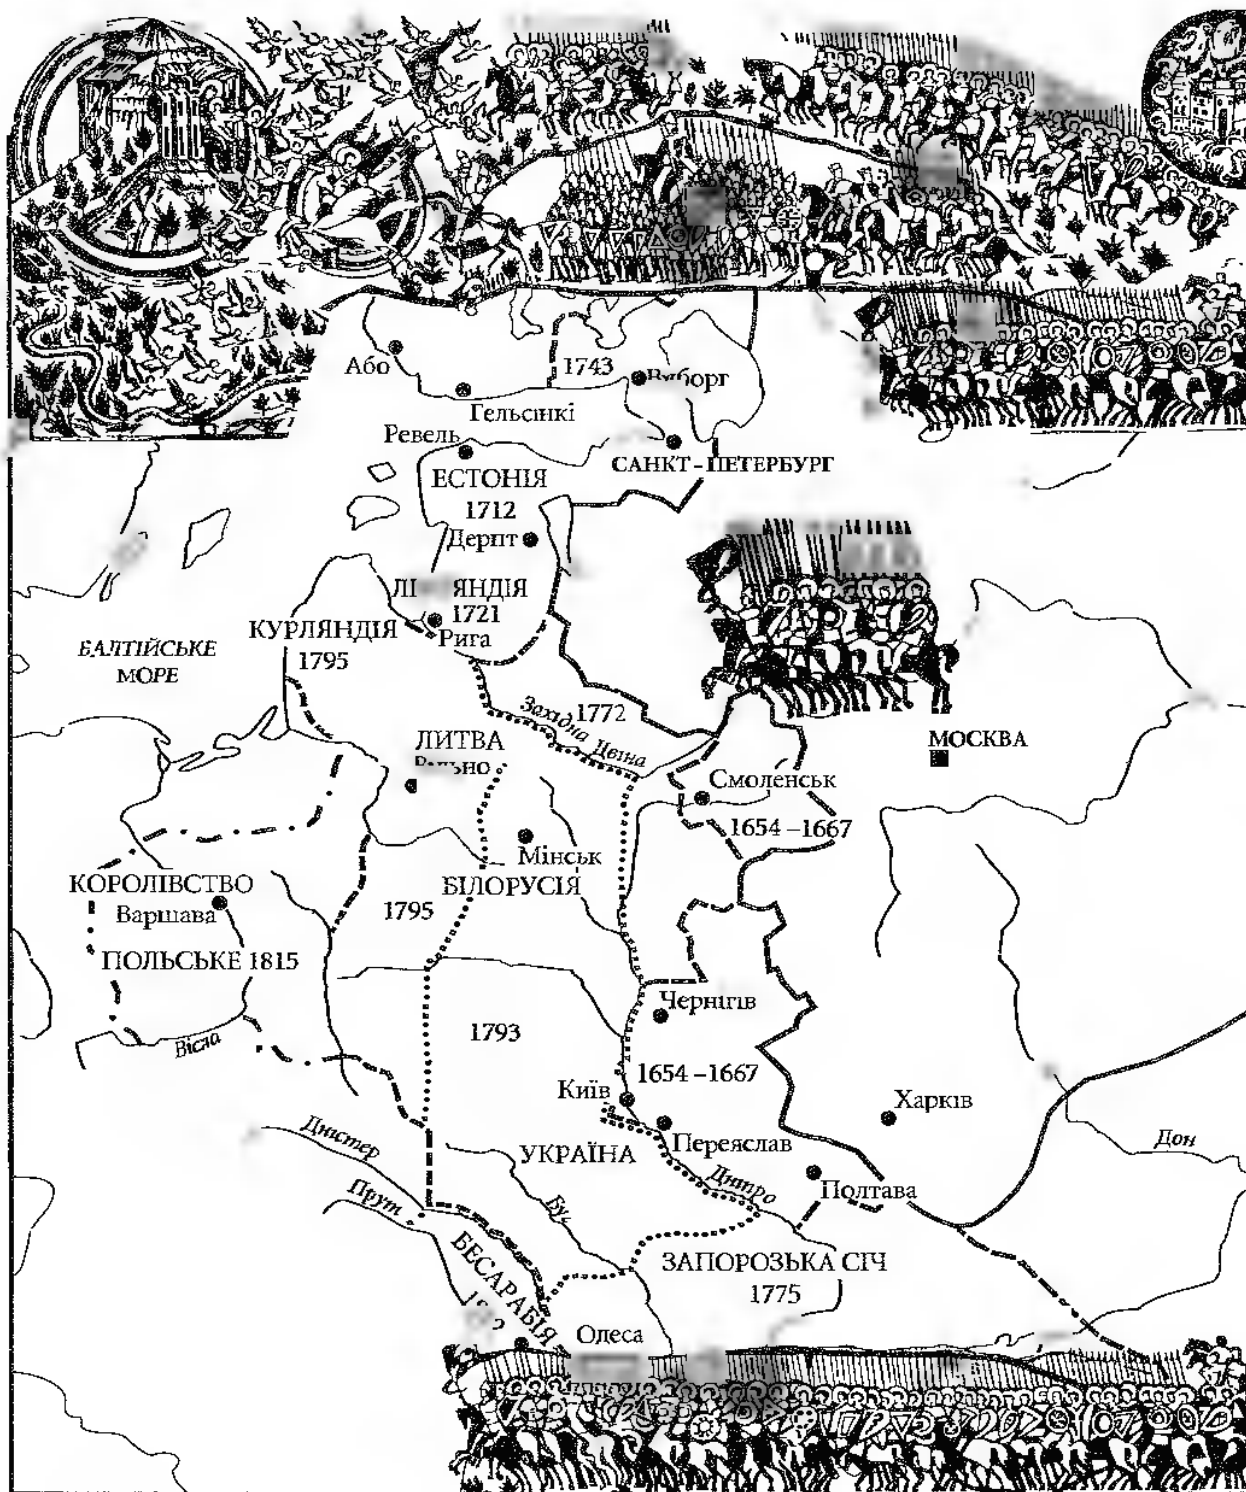 Або
1743
Виборг
Гельсінкі
Ревель
САНКТ-ПЕТЕРБУРГ
ЕСТОНІЯ
1712
Дерпт
1721
Рига
КУРЛЯНДІЯ
1795
БАЛТІЙСЬКЕ
МОРЕ
1772
Західна Двіна
ЛИТВА
МОСКВА
Смоленськ
1654–1667
Мінськ
БІЛОРУСІЯ
КОРОЛІВСТВО
Варшава
ПОЛЬСЬКЕ 1815
1795
Вісла
1793
Чернігів
1654–1667
Київ
Переяслав
Харків
Дон
УКРАЇНА
Дністер
Прут
Дніпро
Полтава
БЕСАРАБІЯ
ЗАПОРОЗЬКА СІЧ
1775
Одеса